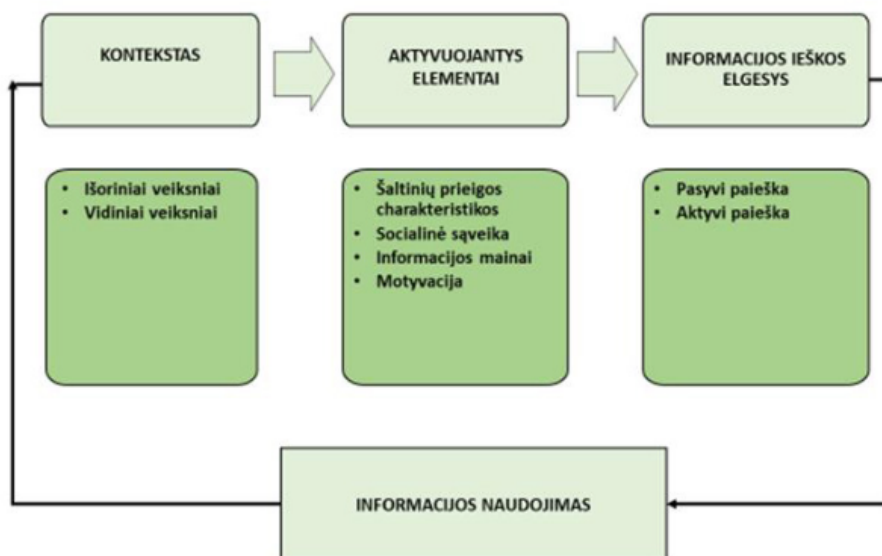 KONTEKSTAS
AKTYVUOJANTYS
ELEMENTAI
INFORMACIJOS IEŠKOS
ELGESYS
• Išoriniai veiksniai
• Vidiniai veiksniai
• Šaltinių prieigos
charakteristikos
• Socialinė sąveika
• Informacijos mainai
• Motyvacija
• Pasyvi paieška
• Aktyvi paieška
INFORMACIJOS NAUDOJIMAS